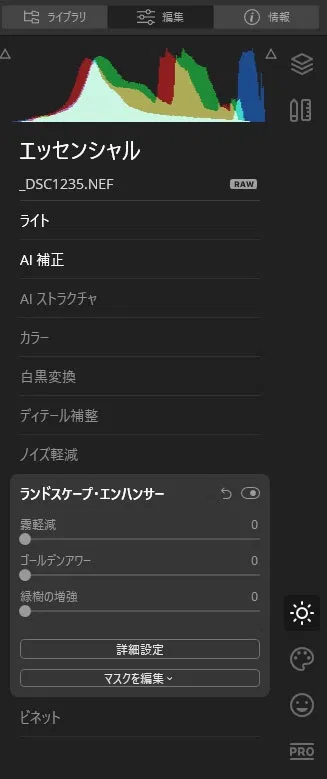 ライブラリ 編集 情報
エッセンシャル
_DSC1235.NEF RAW
ライト
AI 補正
AI ストラクチャ
カラー
白黒変換
ディテール補整
ノイズ軽減
ランドスケープ・エンハンサー
霧軽減 0
ゴールデンアワー 0
緑樹の増強 0
詳細設定
マスクを編集
ビネット
PRO